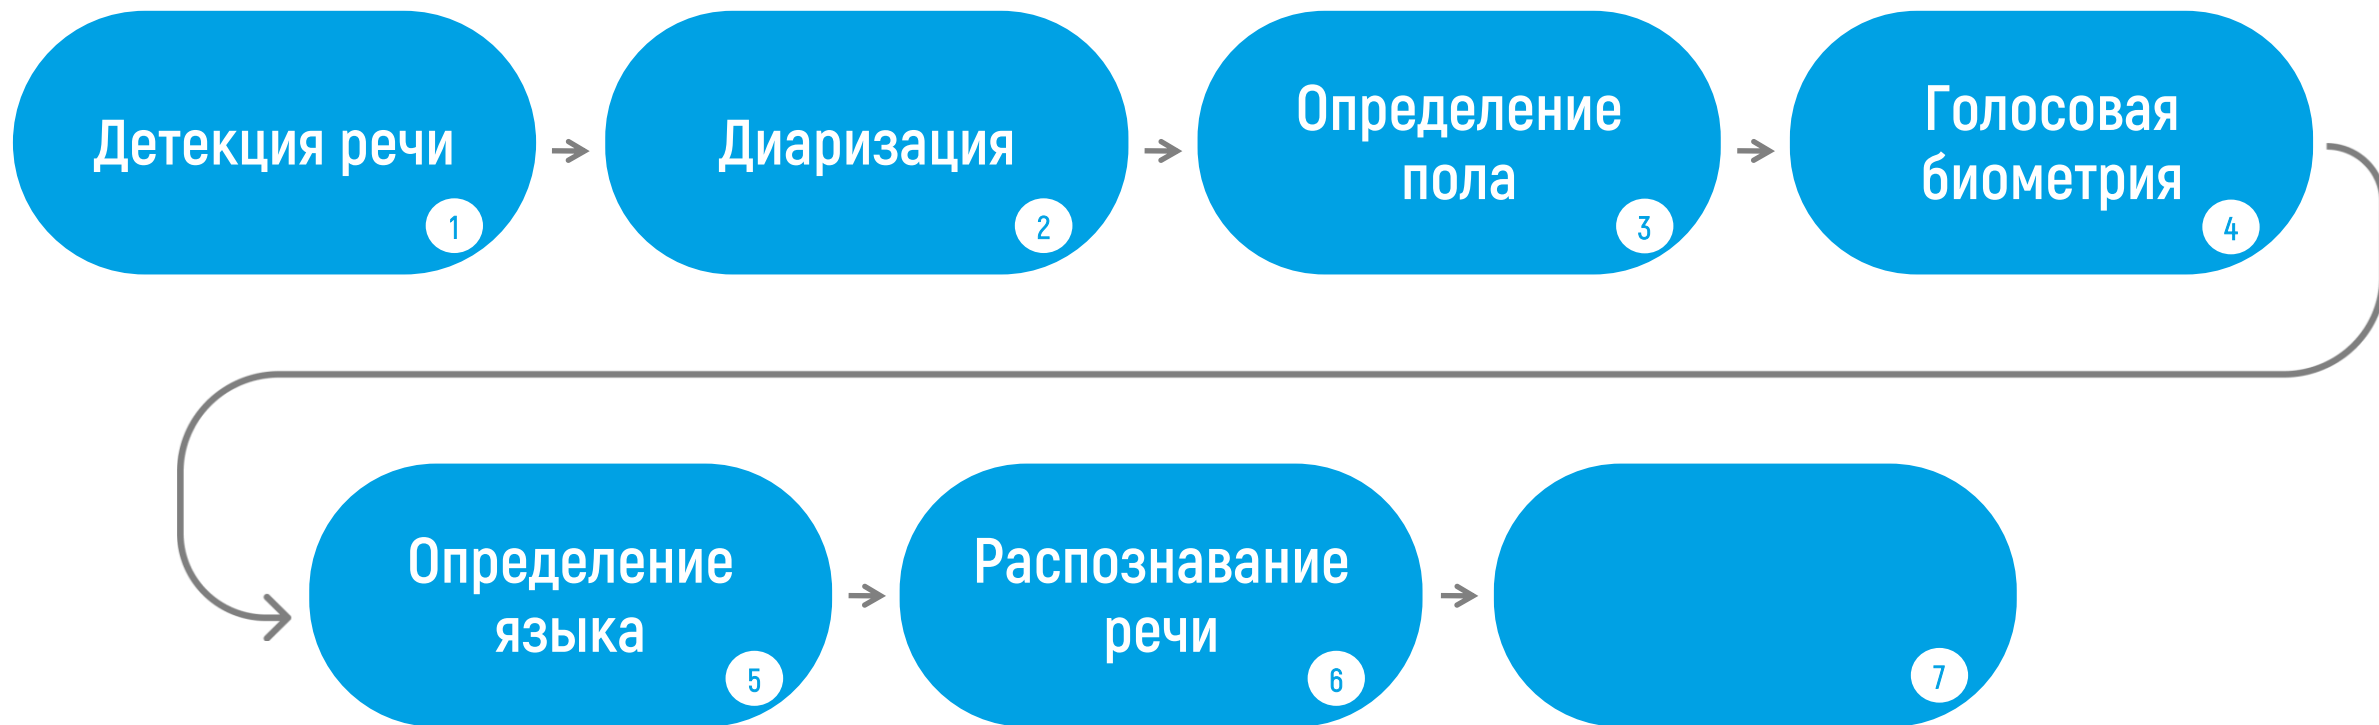 Детекция речи
1
Диаризация
2
Определение
пола
3
Голосовая
биометрия
4
Определение
языка
5
Распознавание
речи
6
7